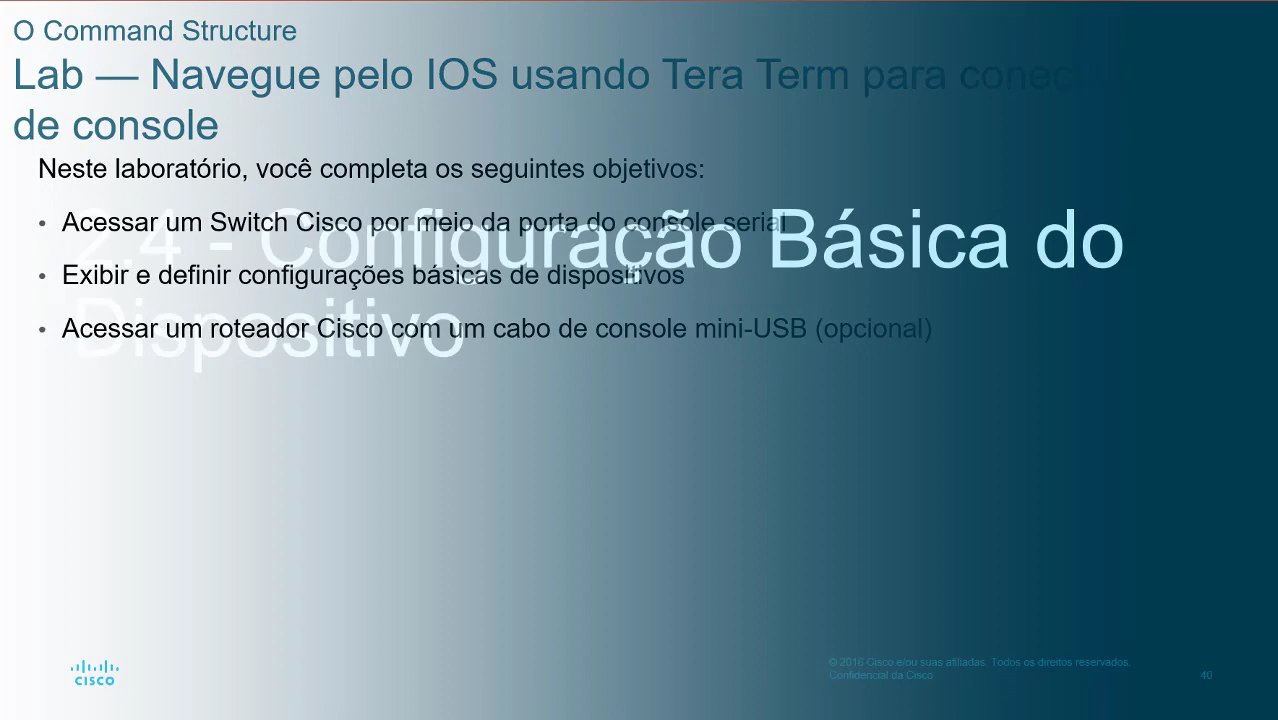 O Command Structure
Lab — Navegue pelo IOS usando Tera Term para
de console
Neste laboratório, você completa os seguintes objetivos:
• Acessar um Switch Cisco por meio da porta do console serial
2.4 - Configuração Básica do
• Exibir e definir configurações básicas de dispositivos
Dispositivo
• Acessar um roteador Cisco com um cabo de console mini-USB (opcional)
CISCO
© 2016 Cisco e/ou suas afiliadas. Todos os direitos reservados.
Confidencial da Cisco
40